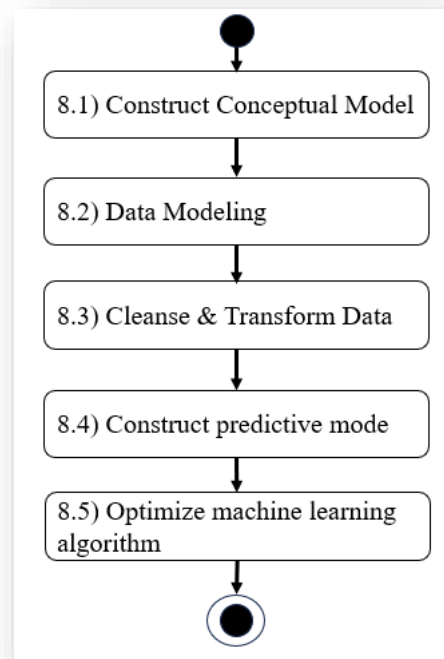 8.1) Construct Conceptual Model
8.2) Data Modeling
8.3) Cleanse & Transform Data
8.4) Construct predictive mode
8.5) Optimize machine learning
algorithm